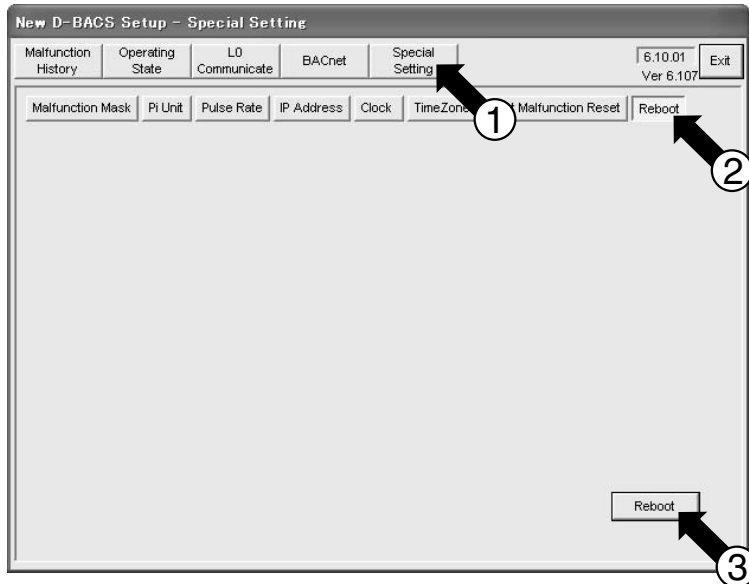 New D-BACS Setup - Special Setting
Malfunction History
Operating State
L0 Communicate
BACnet
Special Setting
6.10.01
Ver 6.107
Exit
Malfunction Mask
Pi Unit
Pulse Rate
IP Address
Clock
TimeZone
Malfunction Reset
Reboot
1
2
Reboot
3